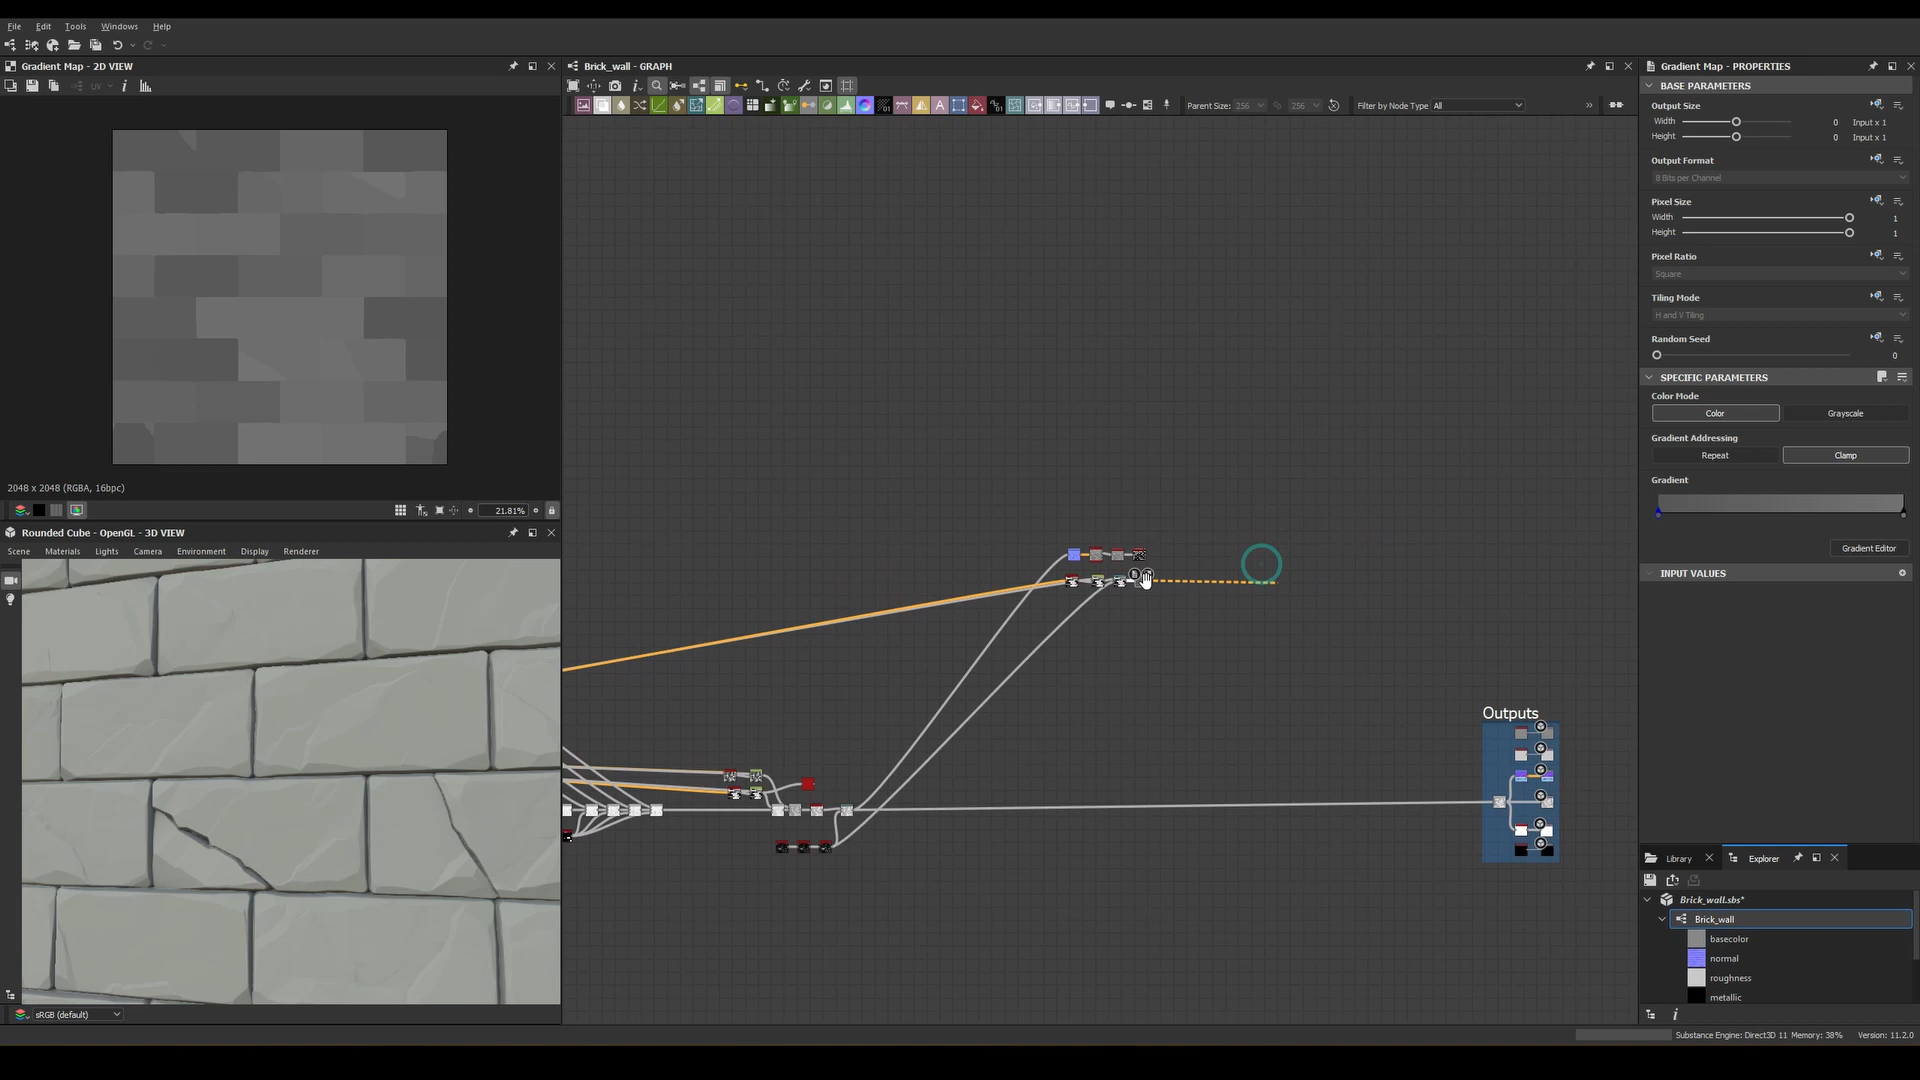 File Edit Tools Windows Help
Gradient Map - 2D VIEW
UV
2048 x 2048 (RGBA, 16bpc)
21.81%
Rounded Cube - OpenGL - 3D VIEW
Scene Materials Lights Camera Environment Display Renderer
sRGB (default)
Brick_wall - GRAPH
Parent Size: 256 256 Filter by Node Type All
Outputs
Gradient Map - PROPERTIES
BASE PARAMETERS
Output Size
Width 0 Input x 1
Height 0 Input x 1
Output Format
8 Bits per Channel
Pixel Size
Width 1
Height 1
Pixel Ratio
Square
Tiling Mode
H and V Tiling
Random Seed
0
SPECIFIC PARAMETERS
Color Mode
Color Grayscale
Gradient Addressing
Repeat Clamp
Gradient
Gradient Editor
INPUT VALUES
Library Explorer
Brick_wall.sbs*
Brick_wall
basecolor
normal
roughness
metallic
Substance Engine: Direct3D 11 Memory: 38% Version: 11.2.0